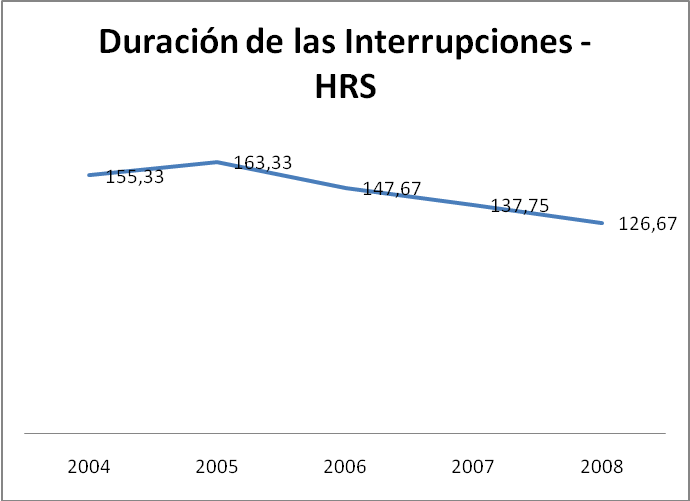 Duración de las Interrupciones -
HRS
155,33
163,33
147,67
137,75
126,67
2004 2005 2006 2007 2008